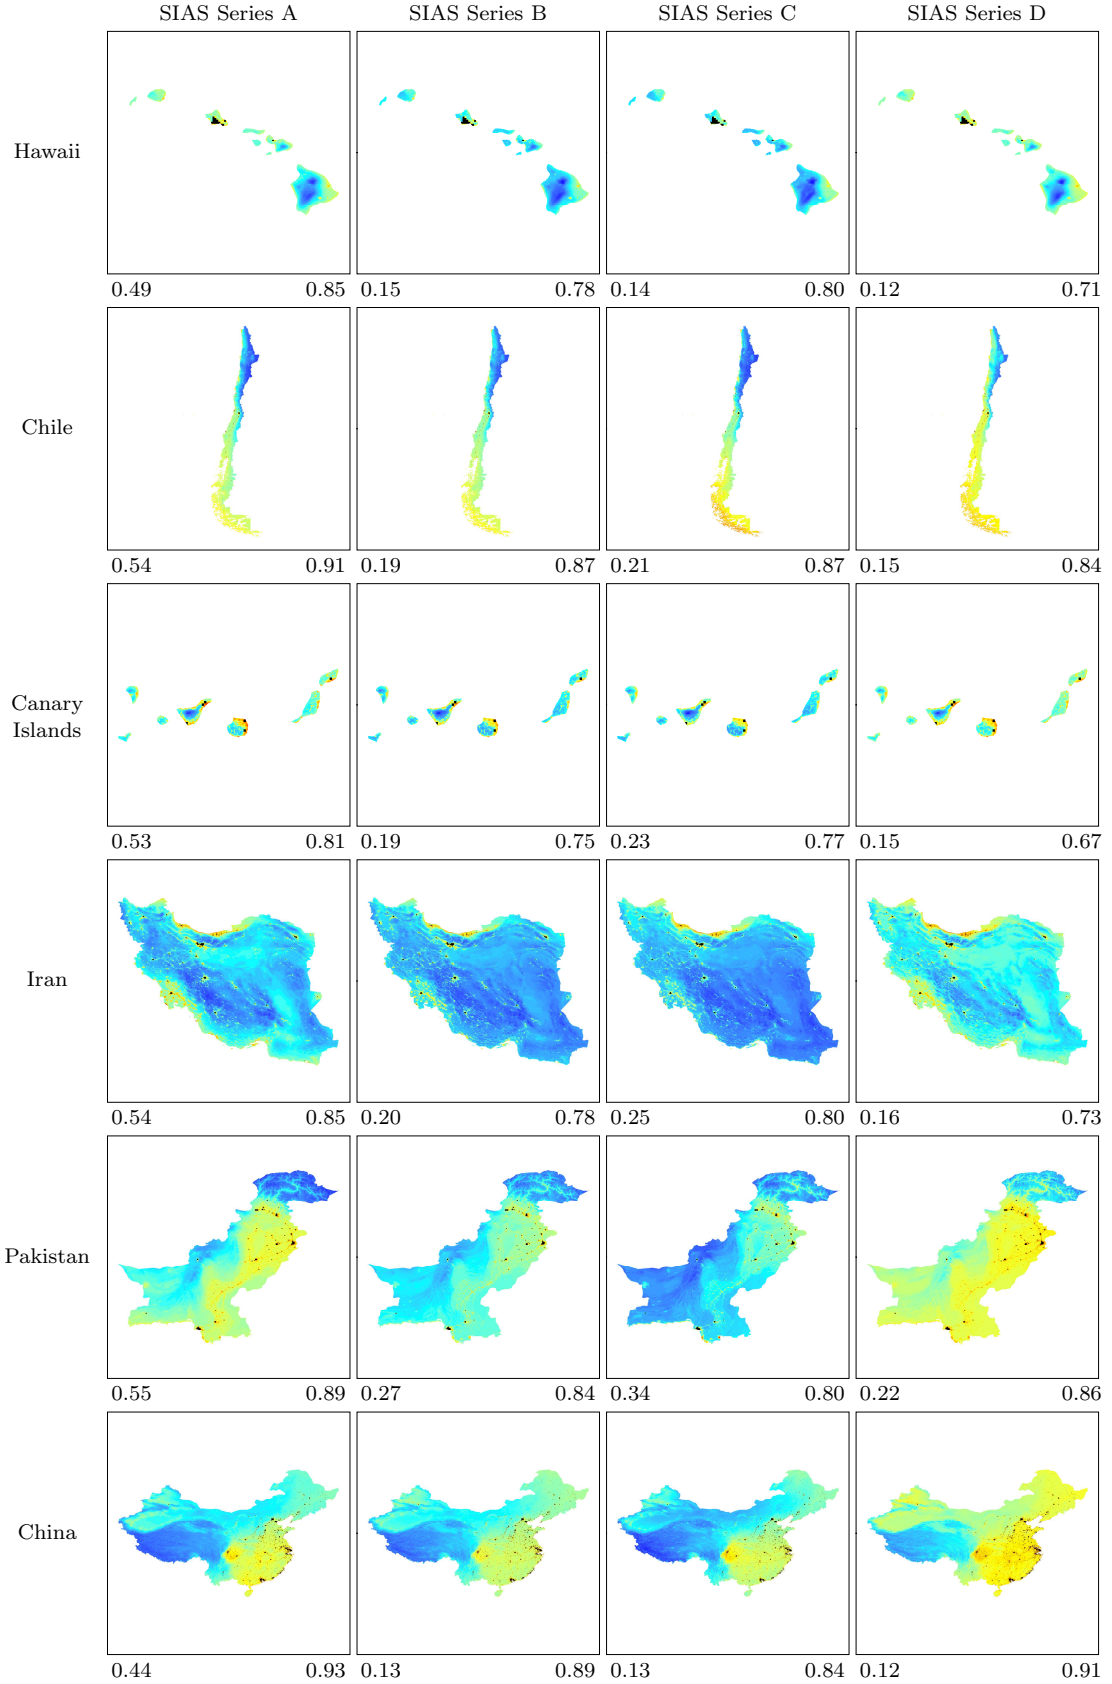 SIAS Series A SIAS Series B SIAS Series C SIAS Series D
Hawaii
0.49 0.85 0.15 0.78 0.14 0.80 0.12 0.71
Chile
0.54 0.91 0.19 0.87 0.21 0.87 0.15 0.84
Canary
Islands
0.53 0.81 0.19 0.75 0.23 0.77 0.15 0.67
Iran
0.54 0.85 0.20 0.78 0.25 0.80 0.16 0.73
Pakistan
0.55 0.89 0.27 0.84 0.34 0.80 0.22 0.86
China
0.44 0.93 0.13 0.89 0.13 0.84 0.12 0.91